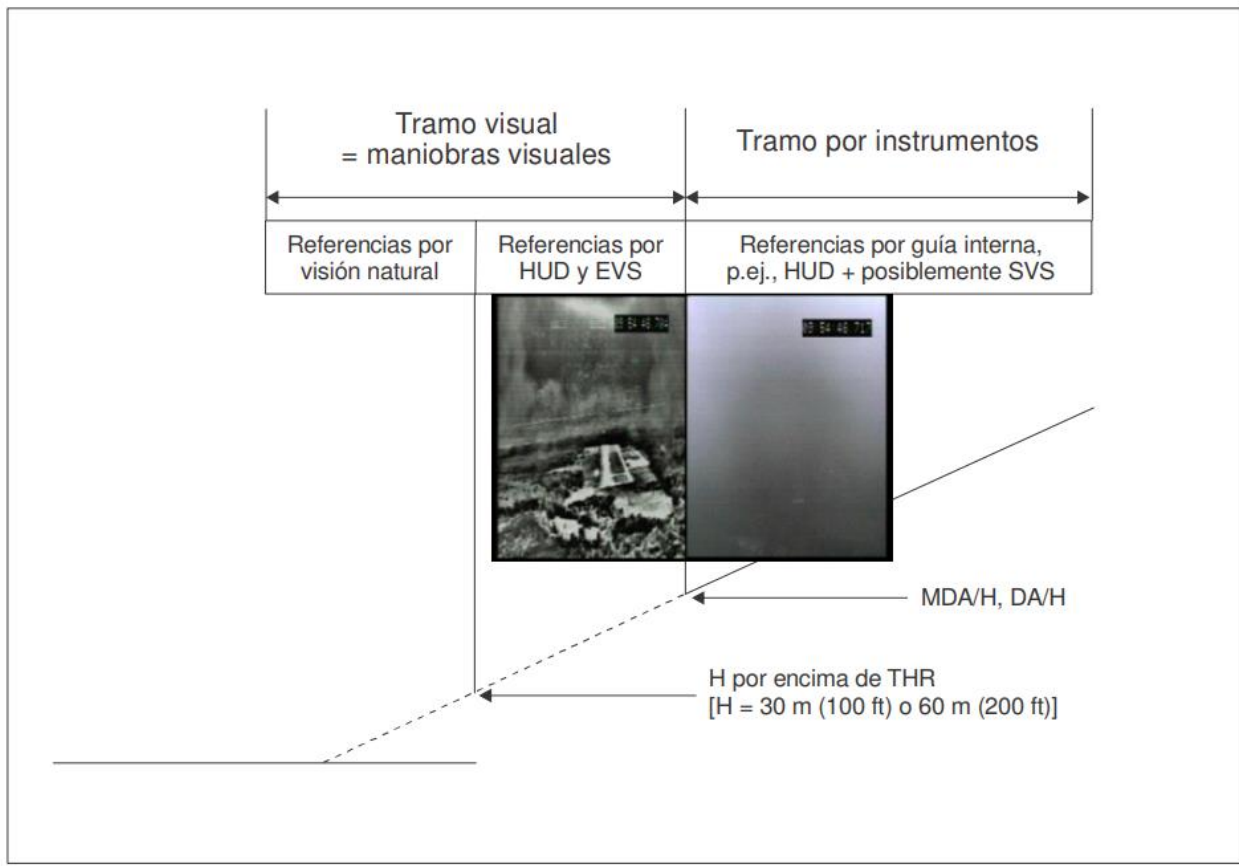 Tramo visual
= maniobras visuales
Tramo por instrumentos
Referencias por
visión natural
Referencias por
HUD y EVS
Referencias por guía interna,
p.ej., HUD + posiblemente SVS
MDA/H, DA/H
H por encima de THR
[H = 30 m (100 ft) o 60 m (200 ft)]